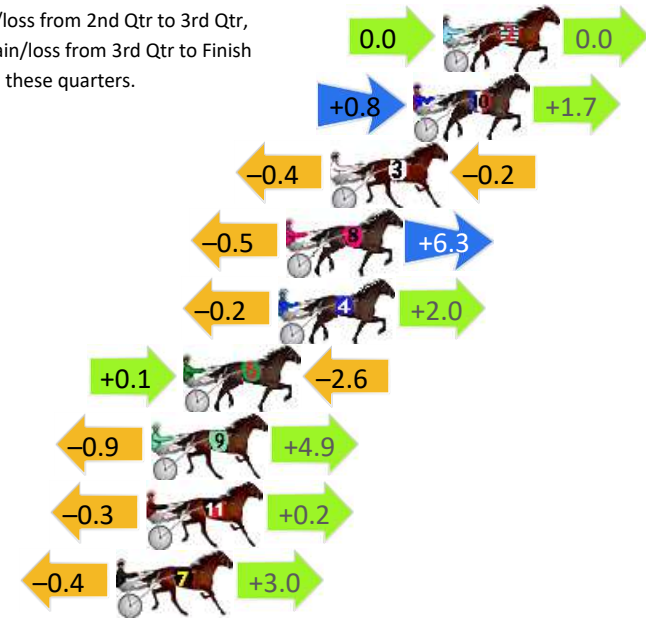 /loss from 2nd Qtr to 3rd Qtr,
ain/loss from 3rd Qtr to Finish
these quarters.
0.0 0.0
+0.8 10 +1.7
–0.4 3 –0.2
–0.5 8 +6.3
–0.2 4 +2.0
+0.1 –2.6
–0.9 9 +4.9
–0.3 11 +0.2
–0.4 7 +3.0